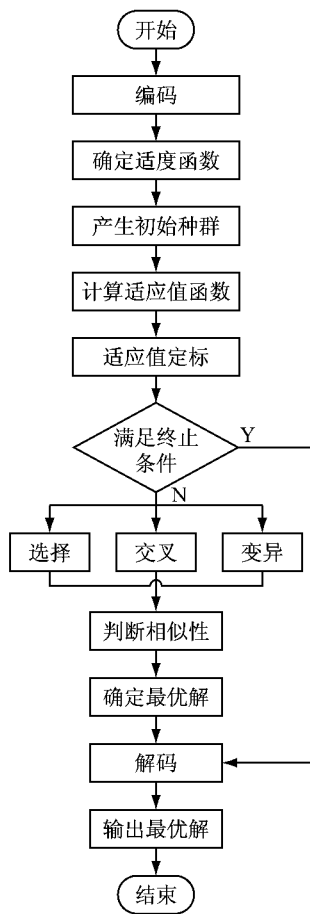 开始
编码
确定适度函数
产生初始种群
计算适应值函数
适应值定标
满足终止
条件
Y
N
选择
交叉
变异
判断相似性
确定最优解
解码
输出最优解
结束